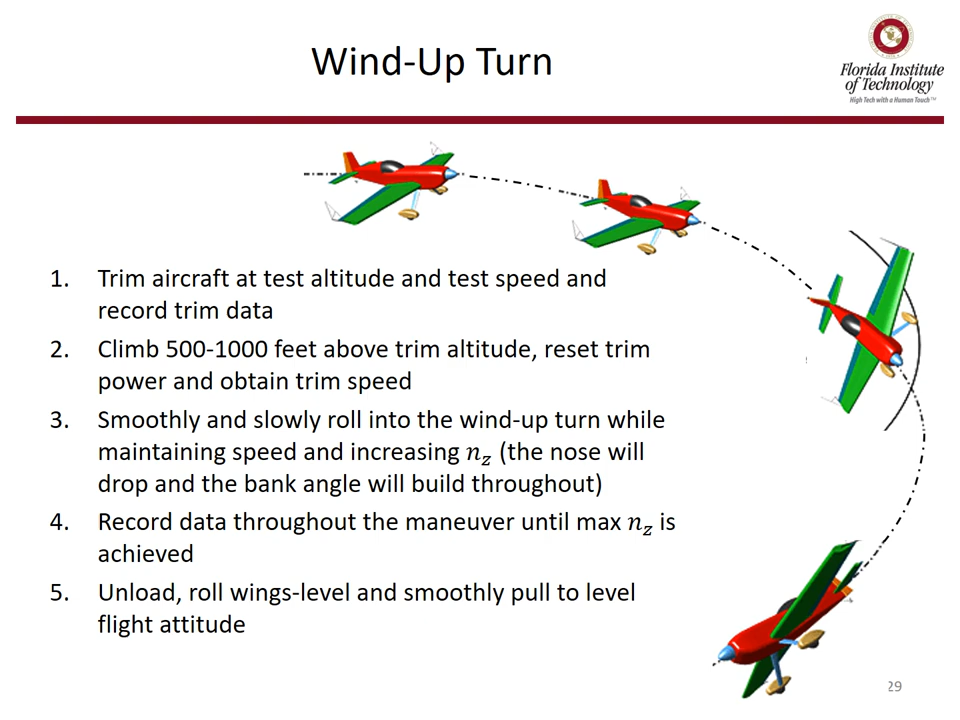 Wind-Up Turn
Florida Institute
of Technology
High Tech with a Human Touch™
1. Trim aircraft at test altitude and test speed and
record trim data
2. Climb 500-1000 feet above trim altitude, reset trim
power and obtain trim speed
3. Smoothly and slowly roll into the wind-up turn while
maintaining speed and increasing n_z (the nose will
drop and the bank angle will build throughout)
4. Record data throughout the maneuver until max n_z is
achieved
5. Unload, roll wings-level and smoothly pull to level
flight attitude
29